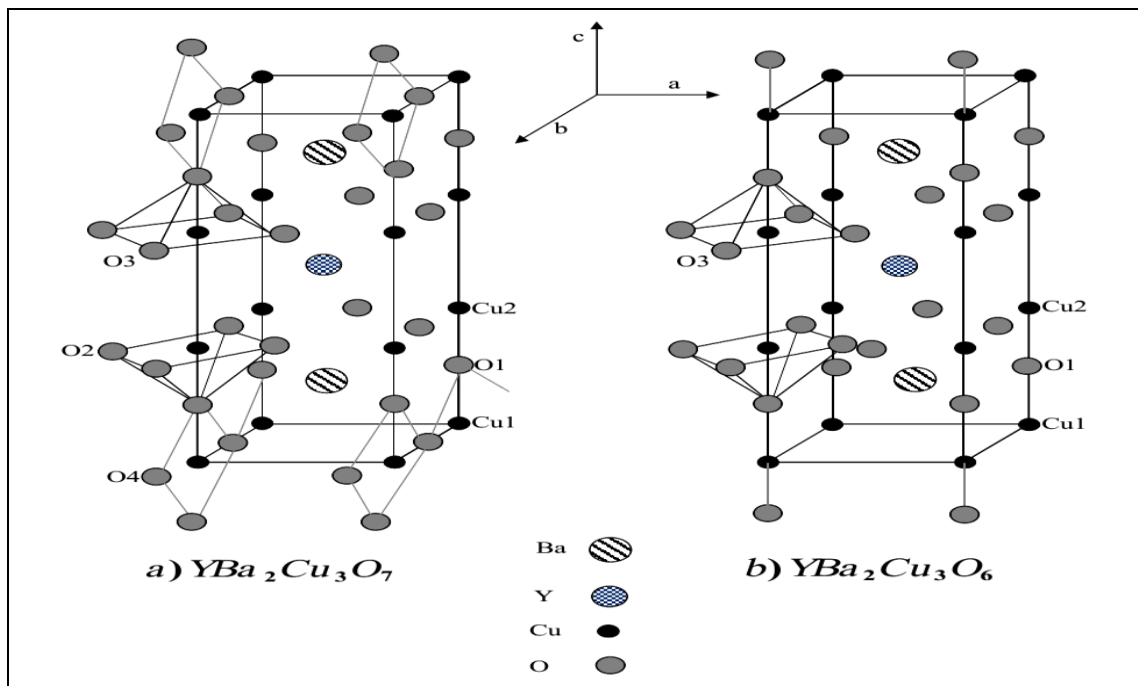 c
a
b
O3
O3
Cu2
Cu2
O2
O1
O1
Cu1
Cu1
O4
a) YBa₂Cu₃O₇
b) YBa₂Cu₃O₆
Ba
Y
Cu
O